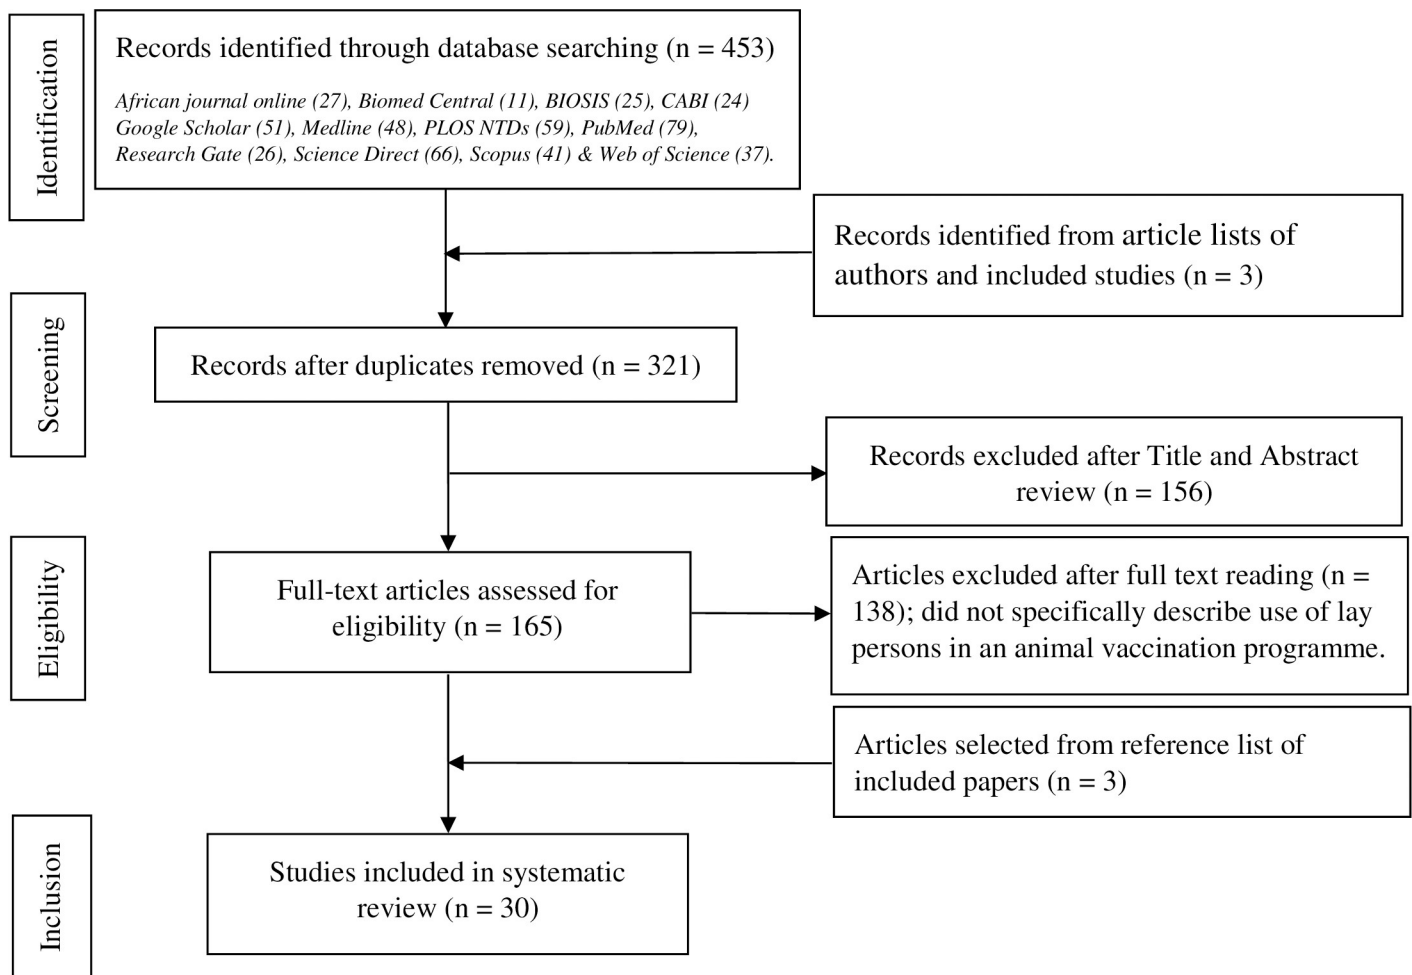 Identification
Records identified through database searching (n = 453)
African journal online (27), Biomed Central (11), BIOSIS (25), CABI (24)
Google Scholar (51), Medline (48), PLOS NTDs (59), PubMed (79),
Research Gate (26), Science Direct (66), Scopus (41) & Web of Science (37).
Records identified from article lists of
authors and included studies (n = 3)
Screening
Records after duplicates removed (n = 321)
Records excluded after Title and Abstract
review (n = 156)
Eligibility
Full-text articles assessed for
eligibility (n = 165)
Articles excluded after full text reading (n =
138); did not specifically describe use of lay
persons in an animal vaccination programme.
Articles selected from reference list of
included papers (n = 3)
Inclusion
Studies included in systematic
review (n = 30)